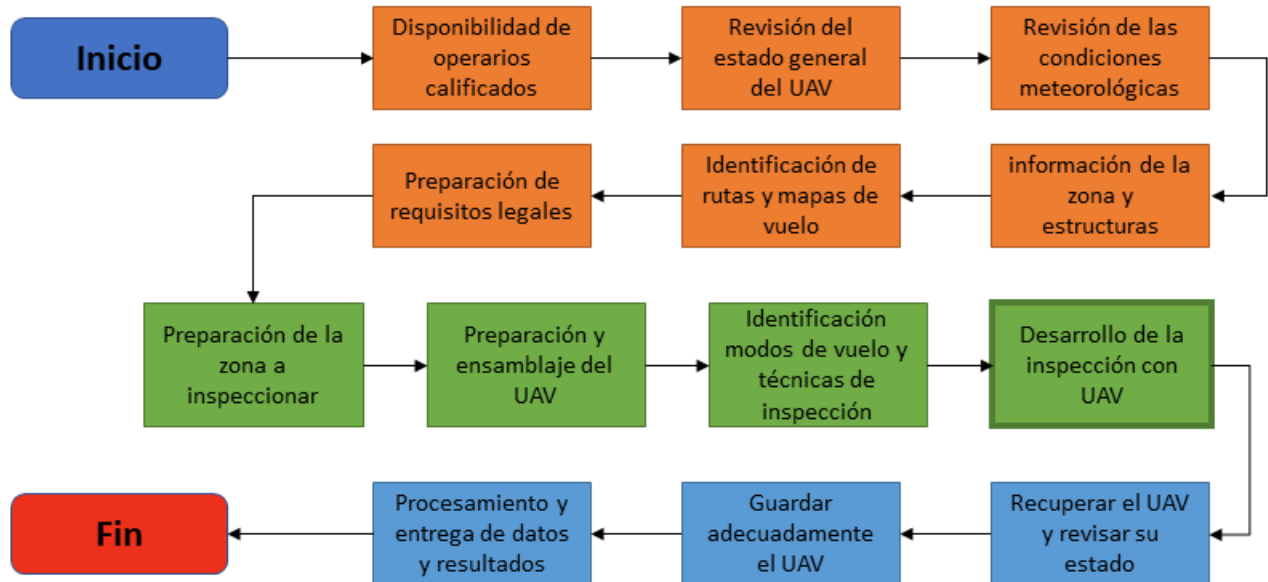 Inicio
Disponibilidad de
operarios
calificados
Revisión del
estado general
del UAV
Revisión de las
condiciones
meteorológicas
información de la
zona y
estructuras
Identificación de
rutas y mapas de
vuelo
Preparación de
requisitos legales
Preparación de la
zona a
inspeccionar
Preparación y
ensamblaje del
UAV
Identificación
modos de vuelo y
técnicas de
inspección
Desarrollo de la
inspección con
UAV
Recuperar el UAV
y revisar su
estado
Guardar
adecuadamente
el UAV
Procesamiento y
entrega de datos
y resultados
Fin